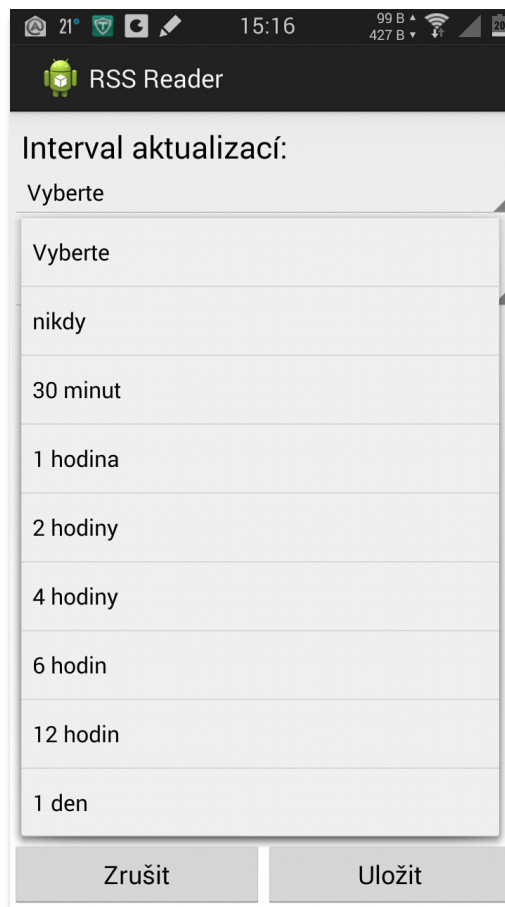 21° 15:16 99 B 427 B 20
RSS Reader
Interval aktualizací:
Vyberte
Vyberte
nikdy
30 minut
1 hodina
2 hodiny
4 hodiny
6 hodin
12 hodin
1 den
Zrušit Uložit